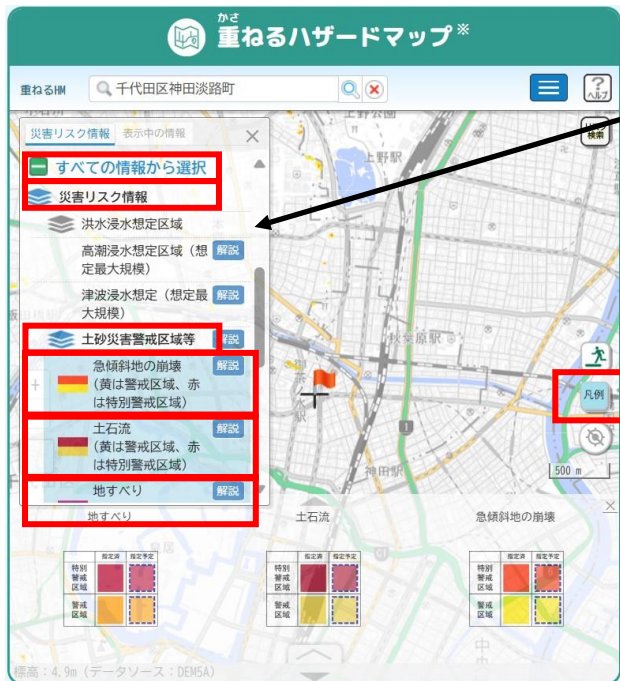 かさ
重ねるハザードマップ※
重ねるHM
千代田区神田淡路町
?
ヘルプ
検索
災害リスク情報
表示中の情報
すべての情報から選択
災害リスク情報
洪水浸水想定区域
高潮浸水想定区域（想
定最大規模）
解説
津波浸水想定（想定最
大規模）
解説
土砂災害警戒区域等
解説
急傾斜地の崩壊
(黄は警戒区域、赤
は特別警戒区域)
解説
土石流
(黄は警戒区域、赤
は特別警戒区域)
解説
地すべり
解説
上野駅
秋葉原駅
御茶ノ水駅
神田駅
1
凡例
500 m
地すべり
指定済 指定予定
特別
警戒
区域
警戒
区域
土石流
指定済 指定予定
特別
警戒
区域
警戒
区域
急傾斜地の崩壊
指定済 指定予定
特別
警戒
区域
警戒
区域
標高：4.9m（データソース：DEM5A）